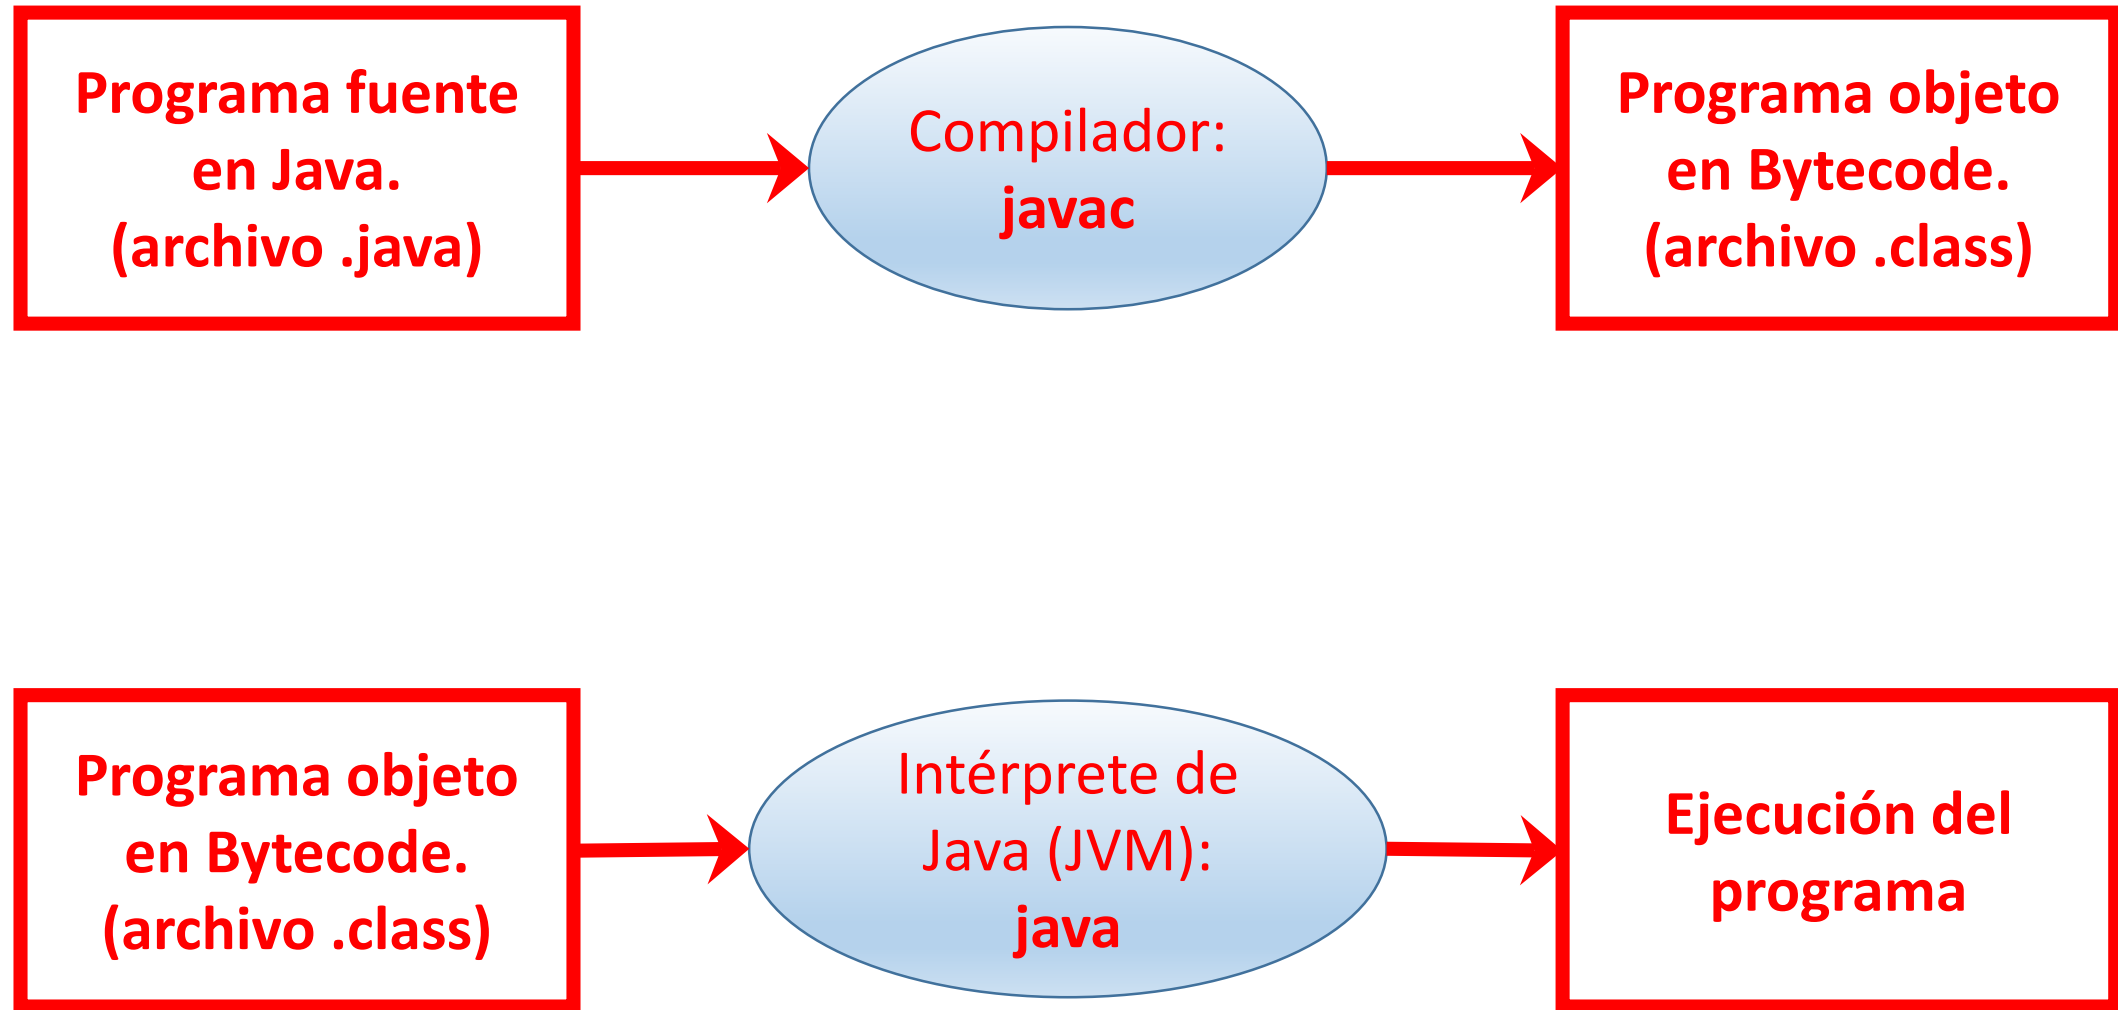 Programa fuente
en Java.
(archivo .java)
Compilador:
javac
Programa objeto
en Bytecode.
(archivo .class)
Programa objeto
en Bytecode.
(archivo .class)
Intérprete de
Java (JVM):
java
Ejecución del
programa